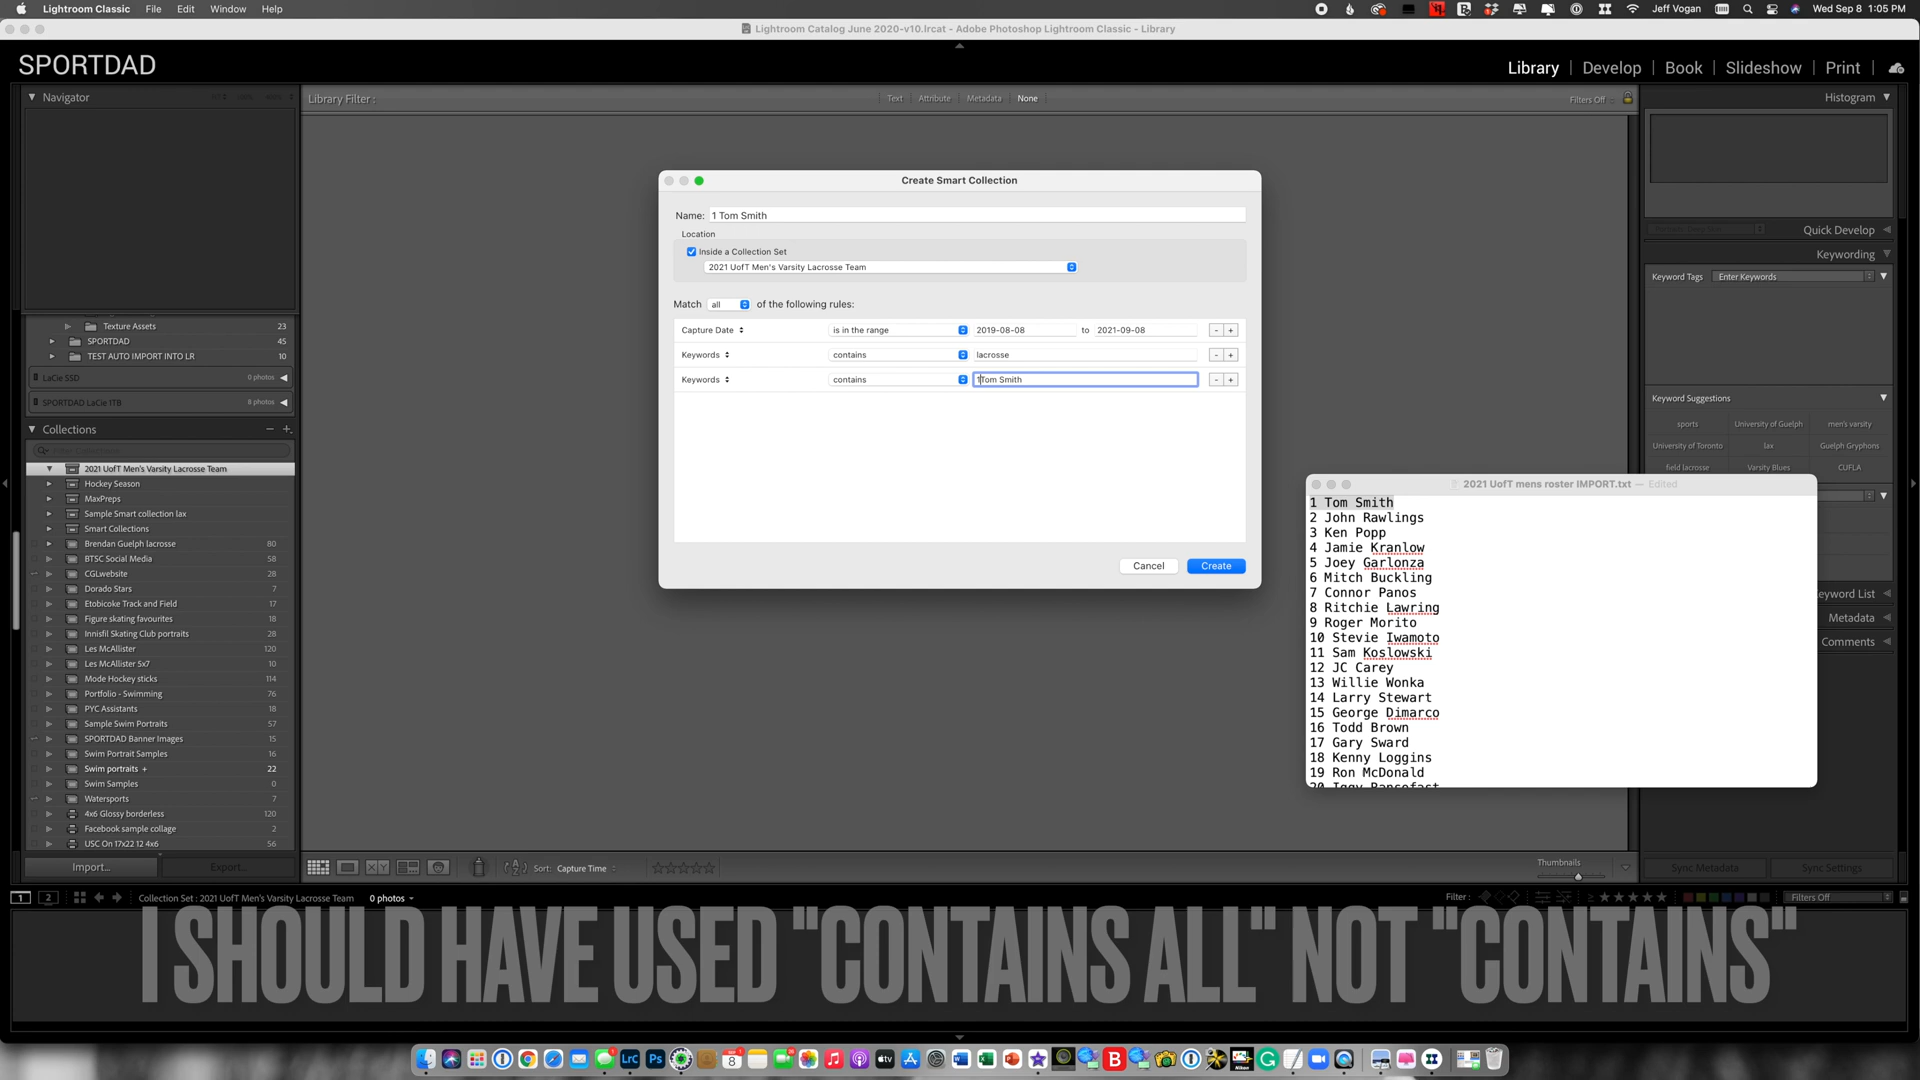 Lightroom Classic File Edit Window Help
Jeff Vogan Wed Sep 8 1:05 PM
Lightroom Catalog June 2020-v10.lrcat - Adobe Photoshop Lightroom Classic - Library
SPORTDAD
Library | Develop | Book | Slideshow | Print
Navigator
Library Filter :
Text Attribute Metadata None
Filters Off
Histogram
Create Smart Collection
Name: 1 Tom Smith
Location
Inside a Collection Set
2021 UofT Men's Varsity Lacrosse Team
Match all of the following rules:
Capture Date is in the range 2019-08-08 to 2021-09-08
Keywords contains lacrosse
Keywords contains 1Tom Smith
Cancel Create
Quick Develop
Keywording
Keyword Tags Enter Keywords
Keyword Suggestions
sports University of Guelph men's varsity
University of Toronto lax Guelph Gryphons
field lacrosse Varsity Blues CUFLA
eyword List
Metadata
Comments
Texture Assets 23
SPORTDAD 45
TEST AUTO IMPORT INTO LR 10
LaCie SSD 0 photos
SPORTDAD LaCie 1TB 8 photos
Collections
2021 UofT Men's Varsity Lacrosse Team
Hockey Season
MaxPreps
Sample Smart collection lax
Smart Collections
Brendan Guelph lacrosse 80
BTSC Social Media 58
CGLwebsite 28
Dorado Stars 7
Etobicoke Track and Field 17
Figure skating favourites 18
Innisfil Skating Club portraits 28
Les McAllister 120
Les McAllister 5x7 10
Mode Hockey sticks 114
Portfolio - Swimming 76
PYC Assistants 18
Sample Swim Portraits 57
SPORTDAD Banner Images 15
Swim Portrait Samples 16
Swim portraits + 22
Swim Samples 0
Watersports 7
4x6 Glossy borderless 120
Facebook sample collage 2
USC On 17x22 12 4x6 56
Import... Export...
2021 UofT mens roster IMPORT.txt — Edited
1 Tom Smith
2 John Rawlings
3 Ken Popp
4 Jamie Kranlow
5 Joey Garlonza
6 Mitch Buckling
7 Connor Panos
8 Ritchie Lawring
9 Roger Morito
10 Stevie Iwamoto
11 Sam Koslowski
12 JC Carey
13 Willie Wonka
14 Larry Stewart
15 George Dimarco
16 Todd Brown
17 Gary Sward
18 Kenny Loggins
19 Ron McDonald
Sort: Capture Time
Thumbnails
Sync Metadata Sync Settings
1 2 Collection Set : 2021 UofT Men's Varsity Lacrosse Team 0 photos
Filter : Filters Off
I SHOULD HAVE USED "CONTAINS ALL" NOT "CONTAINS"